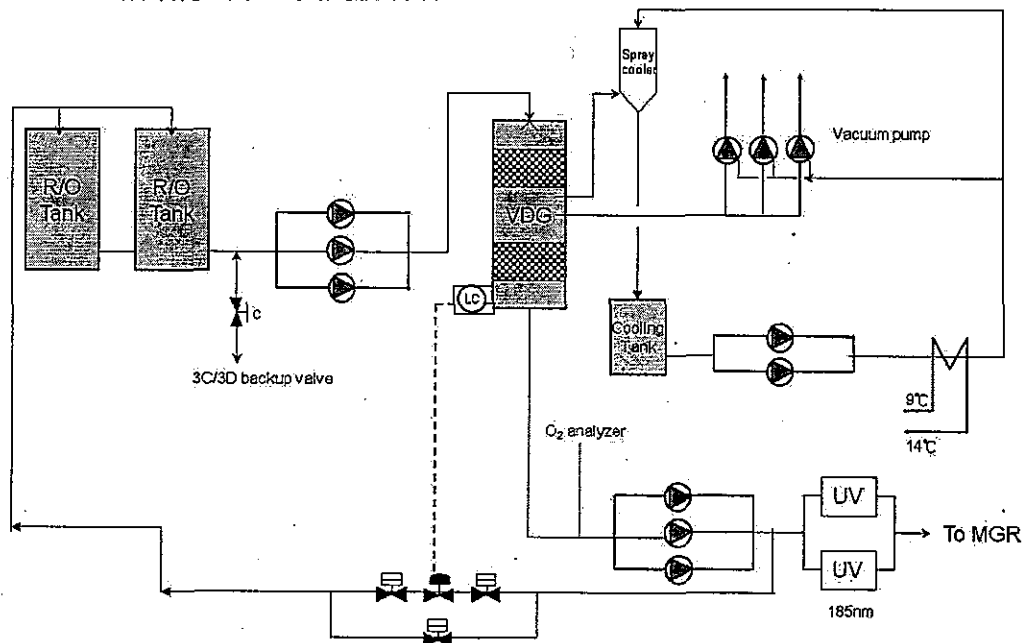 Spray
cooler
Vacuum pump
R/O
Tank
R/O
Tank
VDG
LC
c
3C/3D backup valve
Cooling
Tank
9℃
14℃
O₂ analyzer
UV
To MGR
UV
185nm